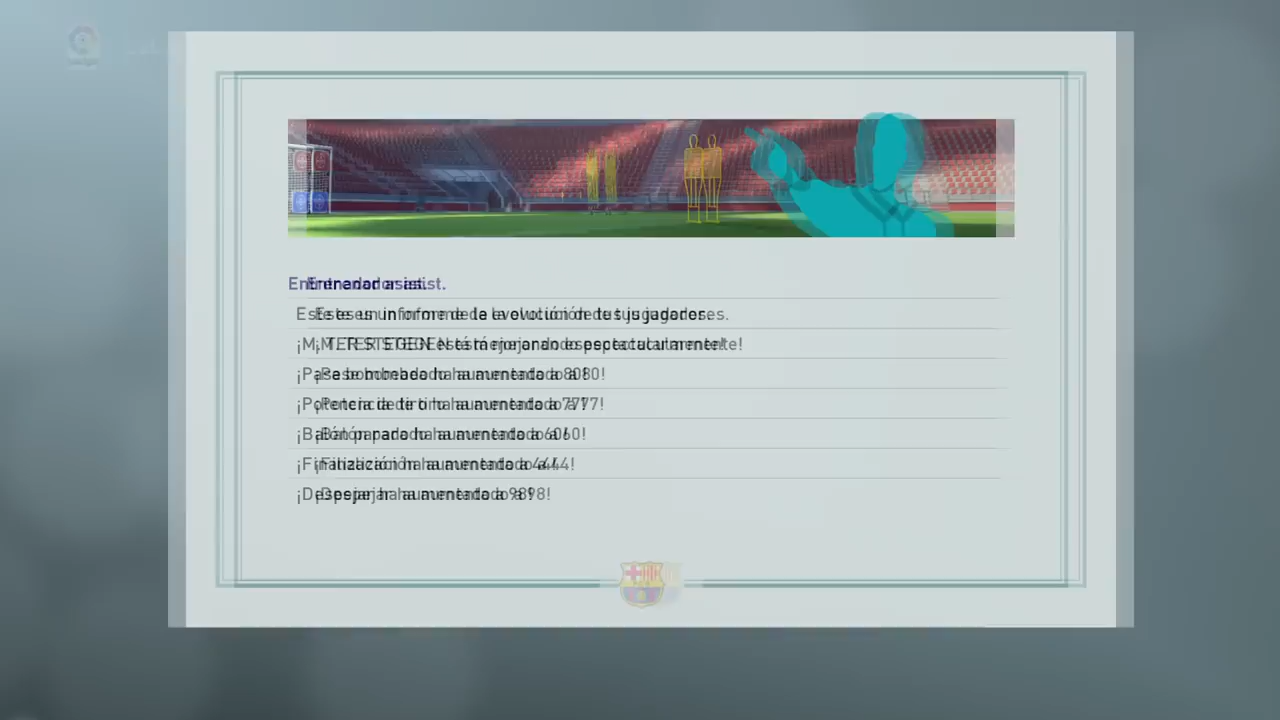 Entrenador asist.
Este es un informe de la evolución de tus jugadores.
¡M. TER STEGEN está mejorando espectacularmente!
¡Pase bombeado ha aumentado a 80!
¡Potencia de tiro ha aumentado a 77!
¡Balón parado ha aumentado a 60!
¡Finalización ha aumentado a 44!
¡Despejar ha aumentado a 98!